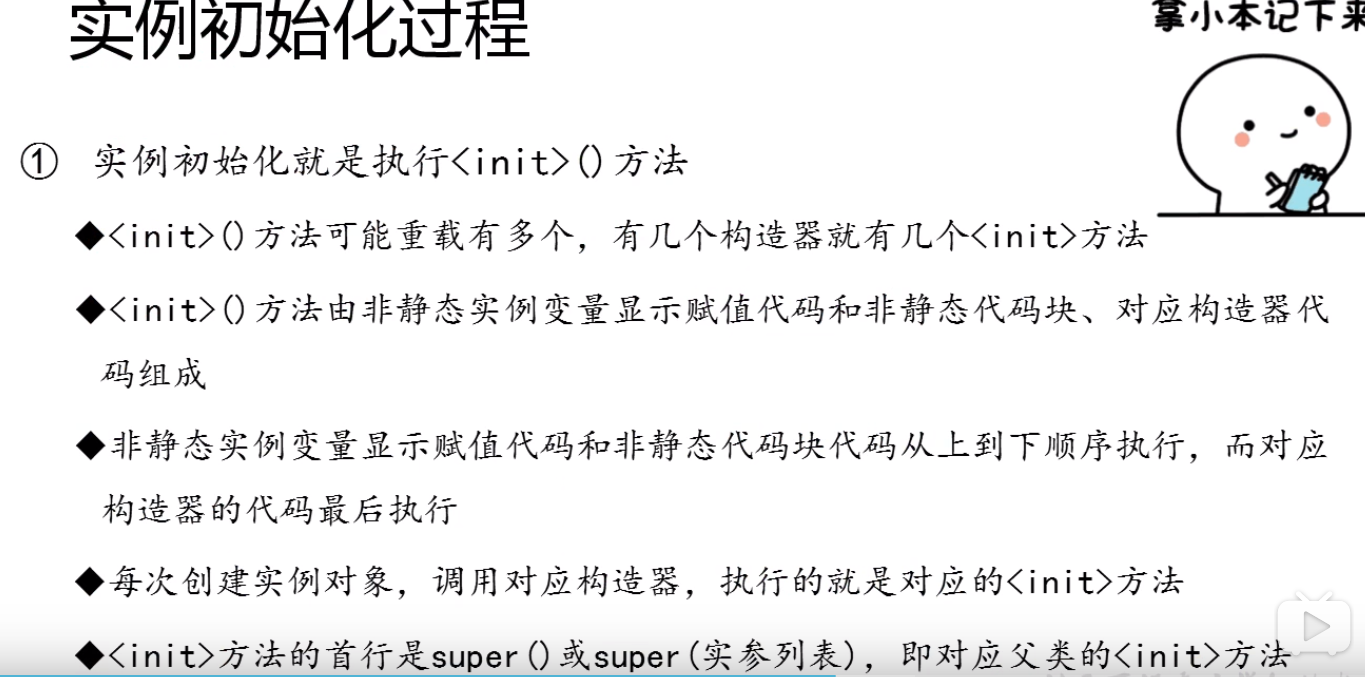 实例初始化过程
拿小本记下来
① 实例初始化就是执行<init>()方法
◆<init>()方法可能重载有多个，有几个构造器就有几个<init>方法
◆<init>()方法由非静态实例变量显示赋值代码和非静态代码块、对应构造器代
码组成
◆非静态实例变量显示赋值代码和非静态代码块代码从上到下顺序执行，而对应
构造器的代码最后执行
◆每次创建实例对象，调用对应构造器，执行的就是对应的<init>方法
◆<init>方法的首行是super()或super(实参列表)，即对应父类的<init>方法